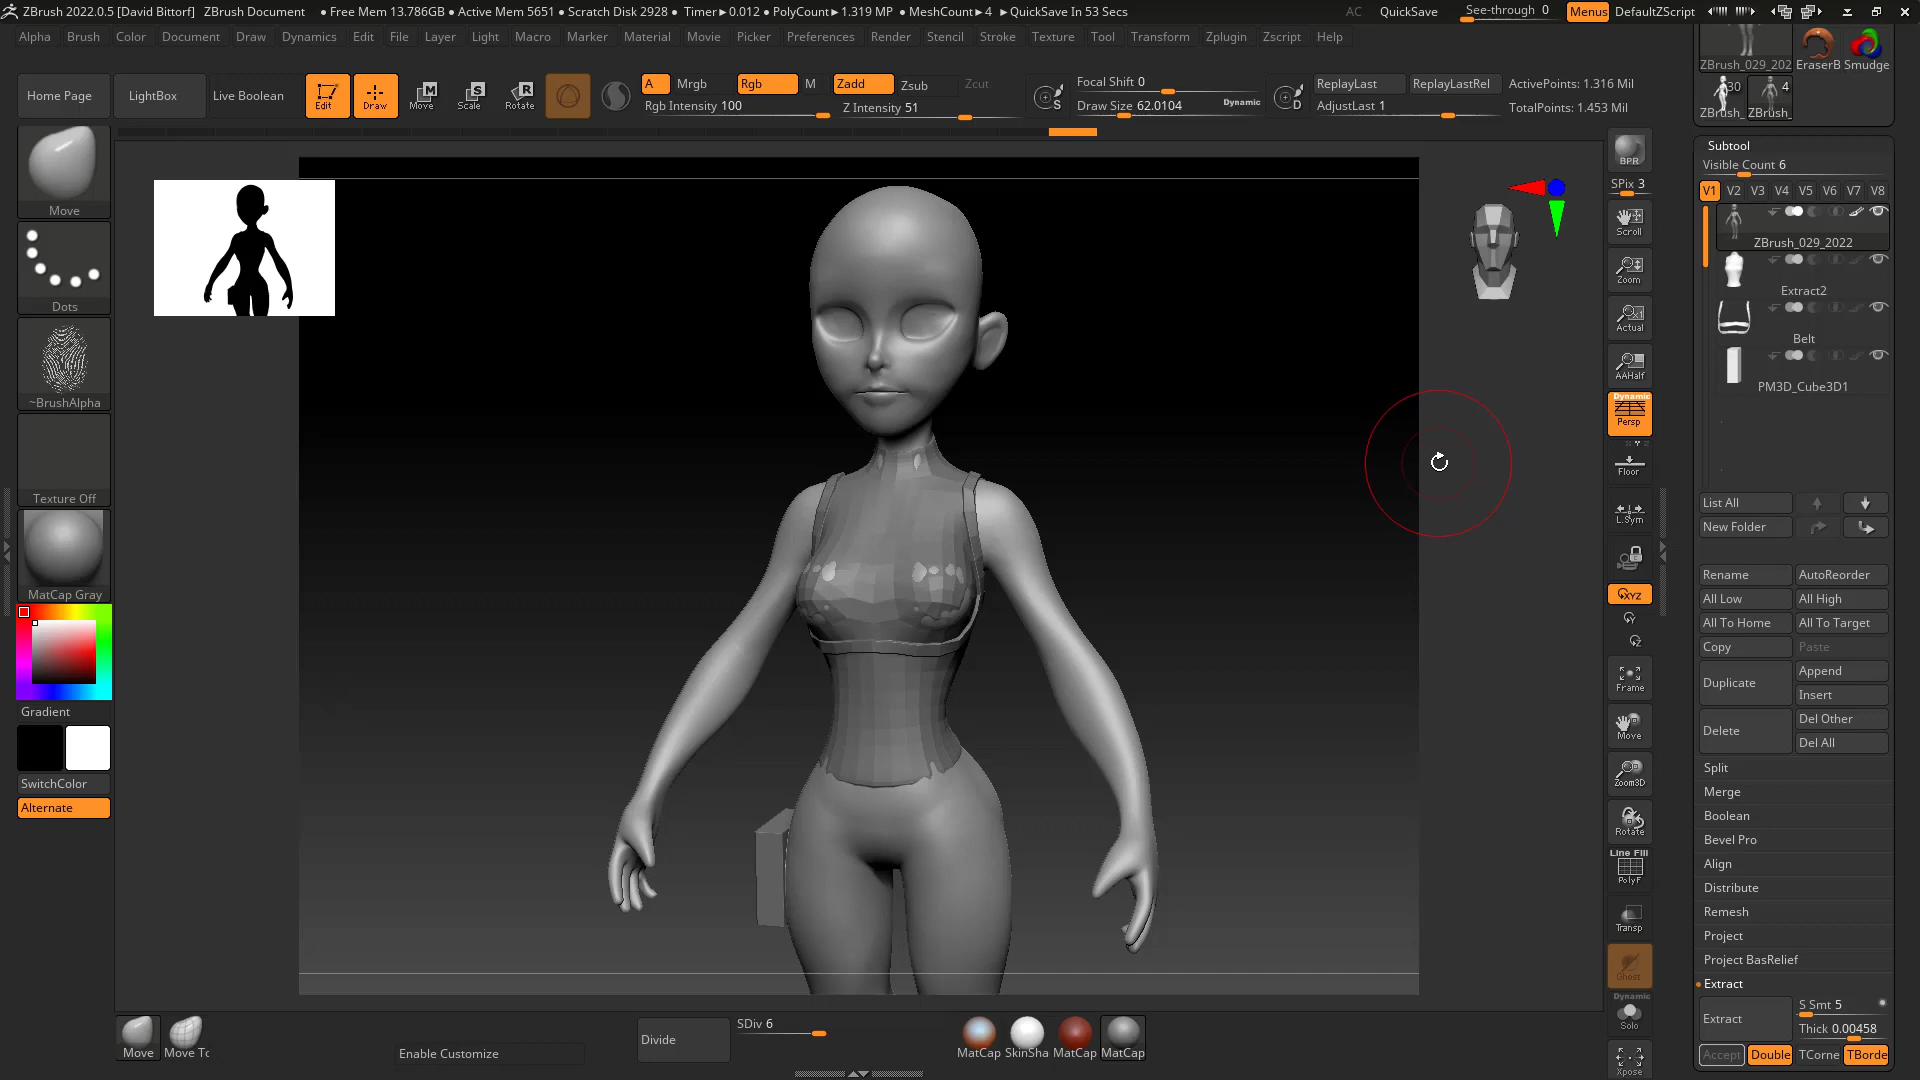 ZBrush 2022.0.5 [David Bittorf] ZBrush Document ● Free Mem 13.786GB ● Active Mem 5651 ● Scratch Disk 2928 ● Timer►0.012 ● PolyCount►1.319 MP ● MeshCount►4 ►QuickSave In 53 Secs AC QuickSave See-through 0 Menus DefaultZScript
Alpha Brush Color Document Draw Dynamics Edit File Layer Light Macro Marker Material Movie Picker Preferences Render Stencil Stroke Texture Tool Transform Zplugin Zscript Help
Home Page LightBox Live Boolean Edit Draw Move Scale Rotate
A Mrgb Rgb M Zadd Zsub Zcut
Rgb Intensity 100 Z Intensity 51
Focal Shift 0
Draw Size 62.0104 Dynamic
ReplayLast ReplayLastRel ActivePoints: 1.316 Mil
AdjustLast 1 TotalPoints: 1.453 Mil
Move
Dots
~BrushAlpha
Texture Off
MatCap Gray
Gradient
SwitchColor
Alternate
BPR
SPix 3
Scroll
Zoom
Actual
AAHalf
Dynamic
Persp
Floor
L.Sym
XYZ
Y
Z
Frame
Move
Zoom3D
Rotate
Line Fill
PolyF
Transp
Ghost
Dynamic
Solo
Xpose
ZBrush_029_202 EraserB Smudge
30 4
ZBrush_ ZBrush_
Subtool
Visible Count 6
V1 V2 V3 V4 V5 V6 V7 V8
ZBrush_029_2022
Extract2
Belt
PM3D_Cube3D1
List All
New Folder
Rename AutoReorder
All Low All High
All To Home All To Target
Copy Paste
Duplicate Append
Insert
Delete Del Other
Del All
Split
Merge
Boolean
Bevel Pro
Align
Distribute
Remesh
Project
Project BasRelief
Extract
Extract S Smt 5
Thick 0.00458
Accept Double TCorne TBorde
Move Move Tc
Enable Customize
Divide SDiv 6
MatCap SkinSha MatCap MatCap